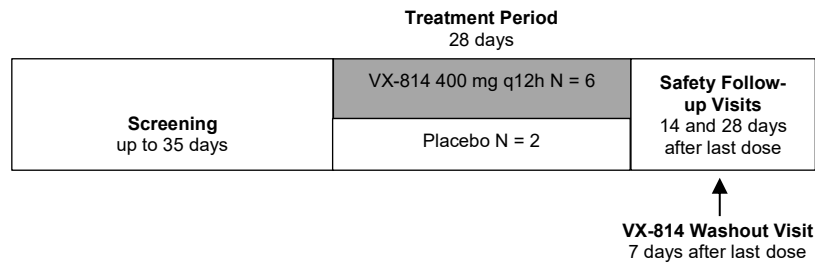 Treatment Period
28 days
Screening
up to 35 days
VX-814 400 mg q12h N = 6
Placebo N = 2
Safety Follow-
up Visits
14 and 28 days
after last dose
VX-814 Washout Visit
7 days after last dose